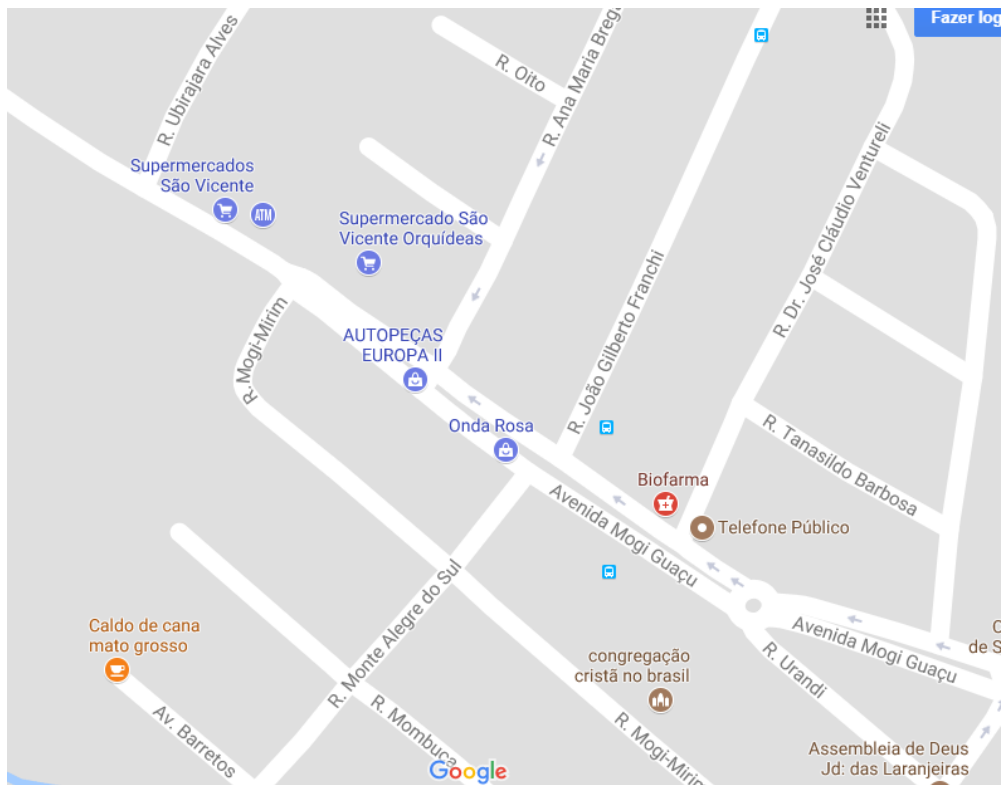 Fazer log
R. Ubirajara Alves
R. Oito
R. Ana Maria Brega
Supermercados
São Vicente
ATM
Supermercado São
Vicente Orquídeas
R. Dr. José Cláudio Ventureli
R. João Gilberto Franchi
R.Mogi-Mirim
AUTOPEÇAS
EUROPA II
Onda Rosa
R. Tanasildo Barbosa
Biofarma
Avenida Mogi Guaçu
Telefone Público
R. Monte Alegre do Sul
Caldo de cana
mato grosso
Avenida Mogi Guaçu
C
de S
R. Urandi
congregação
cristã no brasil
R. Mombuca
R. Mogi-Mirim
Av. Barretos
Assembleia de Deus
Jd: das Laranjeiras
Google